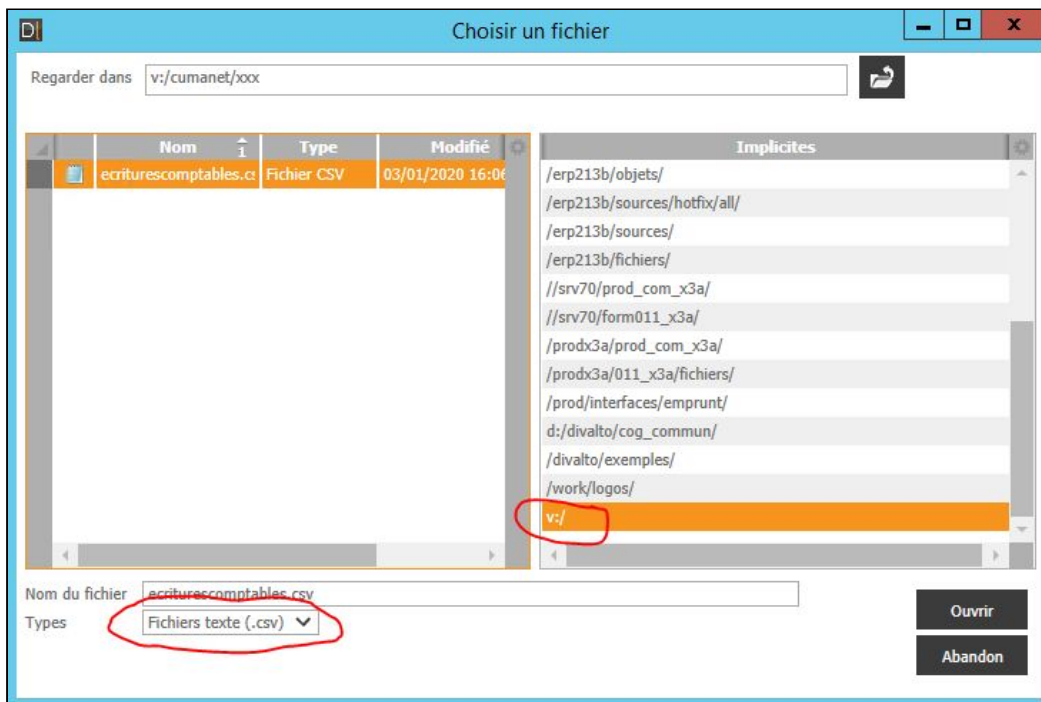 D
Choisir un fichier
Regarder dans v:/cumanet/xxx
Nom 1 Type Modifié
ecriturescomptables.cs Fichier CSV 03/01/2020 16:06
Implicites
/erp213b/objets/
/erp213b/sources/hotfix/all/
/erp213b/sources/
/erp213b/fichiers/
//srv70/prod_com_x3a/
//srv70/form011_x3a/
/prodx3a/prod_com_x3a/
/prodx3a/011_x3a/fichiers/
/prod/interfaces/emprunt/
d:/divalto/cog_commun/
/divalto/exemples/
/work/logos/
v:/
Nom du fichier ecriturescomptables.csv
Types Fichiers texte (.csv)
Ouvrir
Abandon